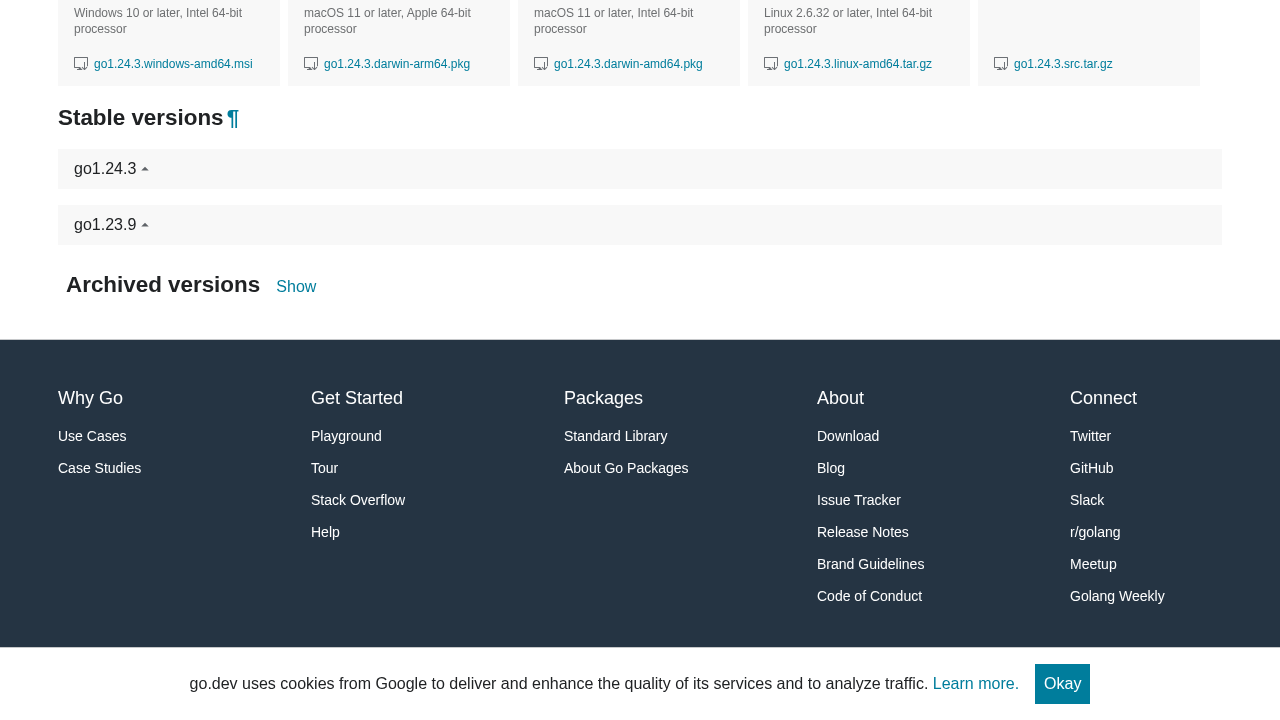 Windows 10 or later, Intel 64-bit
processor
go1.24.3.windows-amd64.msi
macOS 11 or later, Apple 64-bit
processor
go1.24.3.darwin-arm64.pkg
macOS 11 or later, Intel 64-bit
processor
go1.24.3.darwin-amd64.pkg
Linux 2.6.32 or later, Intel 64-bit
processor
go1.24.3.linux-amd64.tar.gz
go1.24.3.src.tar.gz
Stable versions ¶
go1.24.3
go1.23.9
Archived versions Show
Why Go
Use Cases
Case Studies
Get Started
Playground
Tour
Stack Overflow
Help
Packages
Standard Library
About Go Packages
About
Download
Blog
Issue Tracker
Release Notes
Brand Guidelines
Code of Conduct
Connect
Twitter
GitHub
Slack
r/golang
Meetup
Golang Weekly
go.dev uses cookies from Google to deliver and enhance the quality of its services and to analyze traffic. Learn more. Okay